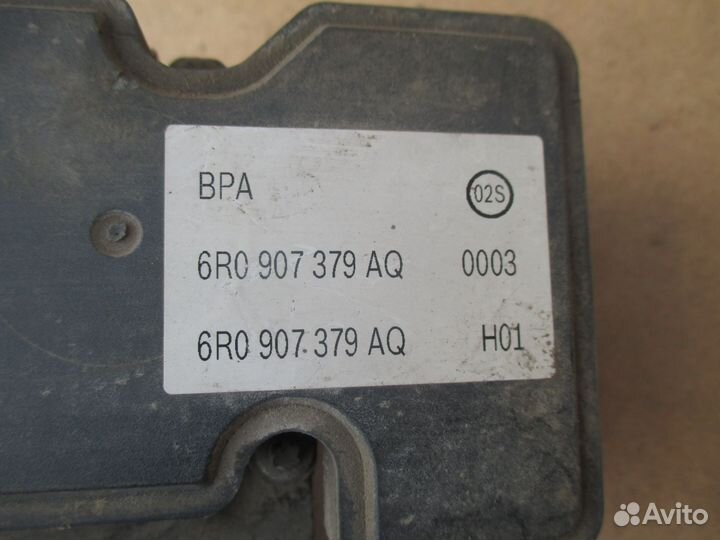 BPA 02S
6R0 907 379 AQ 0003
6R0 907 379 AQ H01
Avito